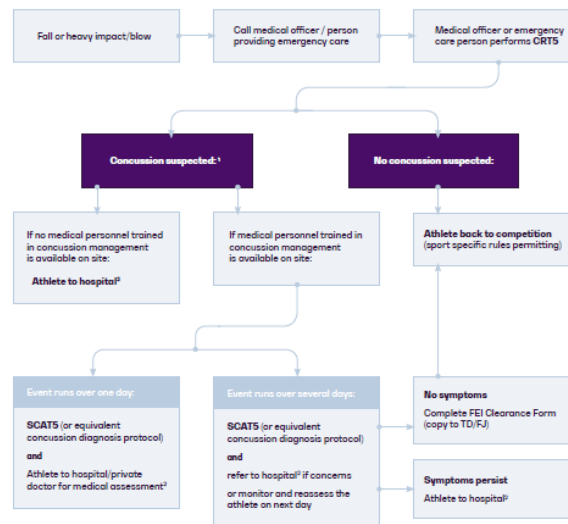 Fall or heavy impact/blow
Call medical officer / person
providing emergency care
Medical officer or emergency
care person performs CRT5
Concussion suspected: ¹
No concussion suspected:
If no medical personnel trained
in concussion management
is available on site:
Athlete to hospital²
If medical personnel trained in
concussion management is
available on site:
Athlete back to competition
(sport specific rules permitting)
Event runs over one day:
SCAT5 (or equivalent
concussion diagnosis protocol)
and
Athlete to hospital/private
doctor for medical assessment²
Event runs over several days:
SCAT5 (or equivalent
concussion diagnosis protocol)
and
refer to hospital² if concerns
or monitor and reassess the
athlete on next day
No symptoms
Complete FEI Clearance Form
(copy to TD/FJ)
Symptoms persist
Athlete to hospital²